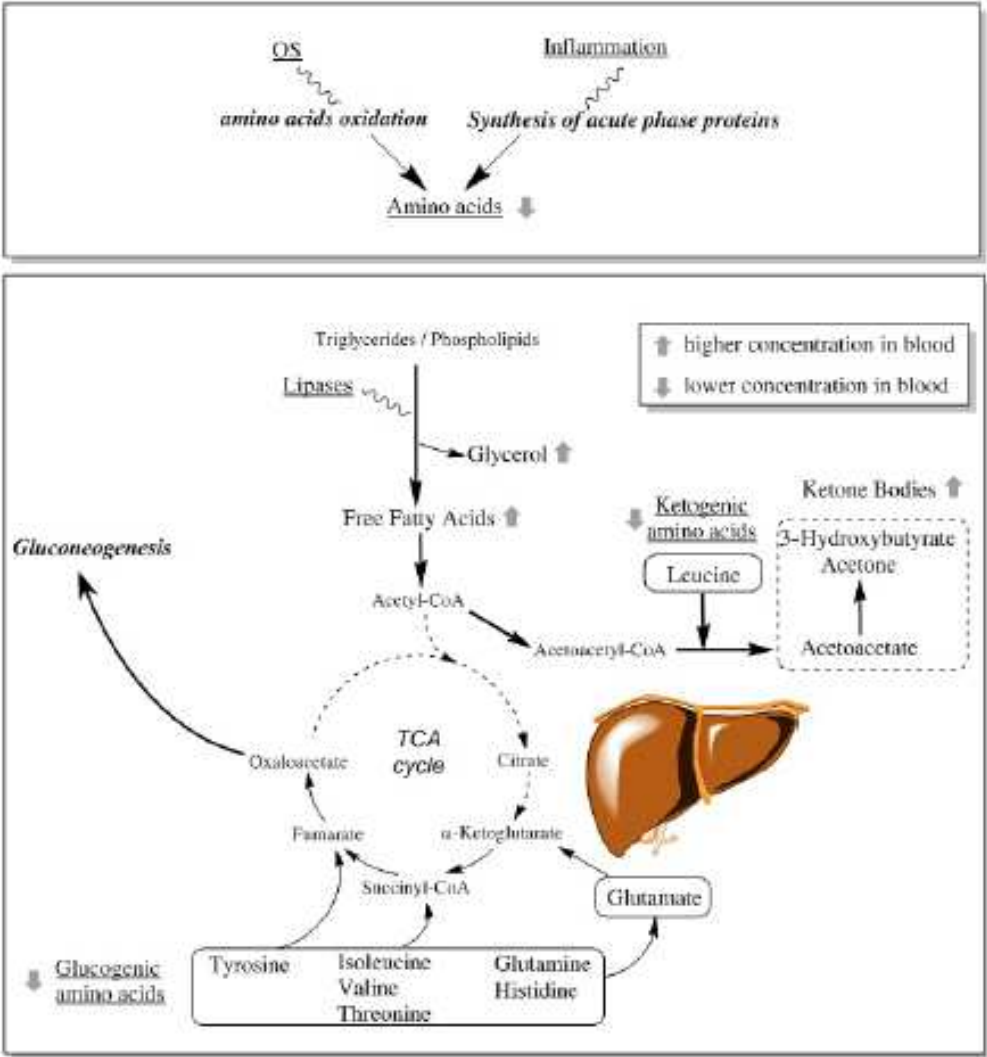 OS
Inflammation
amino acids oxidation
Synthesis of acute phase proteins
Amino acids
Triglycerides / Phospholipids
higher concentration in blood
lower concentration in blood
Lipases
Glycerol
Free Fatty Acids
Ketogenic
amino acids
Ketone Bodies
Gluconeogenesis
Leucine
3-Hydroxybutyrate
Acetone
Acetyl-CoA
Acetoacetyl-CoA
Acetoacetate
TCA
cycle
Oxaloacetate
Citrate
Fumarate
α-Ketoglutarate
Succinyl-CoA
Glutamate
Glucogenic
amino acids
Tyrosine
Isoleucine
Valine
Threonine
Glutamine
Histidine